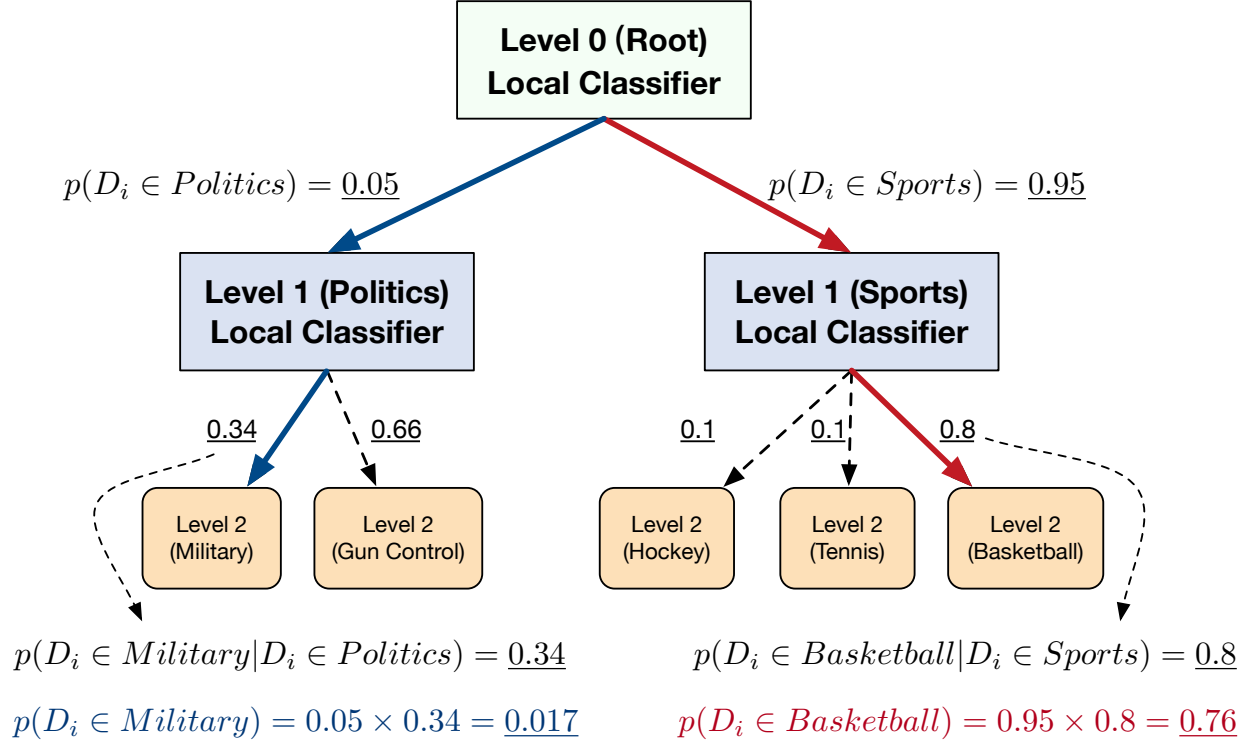 Level 0 (Root)
Local Classifier
p(D_i ∈ Politics) = 0.05
p(D_i ∈ Sports) = 0.95
Level 1 (Politics)
Local Classifier
Level 1 (Sports)
Local Classifier
0.34
0.66
0.1
0.1
0.8
Level 2
(Military)
Level 2
(Gun Control)
Level 2
(Hockey)
Level 2
(Tennis)
Level 2
(Basketball)
p(D_i ∈ Military|D_i ∈ Politics) = 0.34
p(D_i ∈ Basketball|D_i ∈ Sports) = 0.8
p(D_i ∈ Military) = 0.05 × 0.34 = 0.017
p(D_i ∈ Basketball) = 0.95 × 0.8 = 0.76